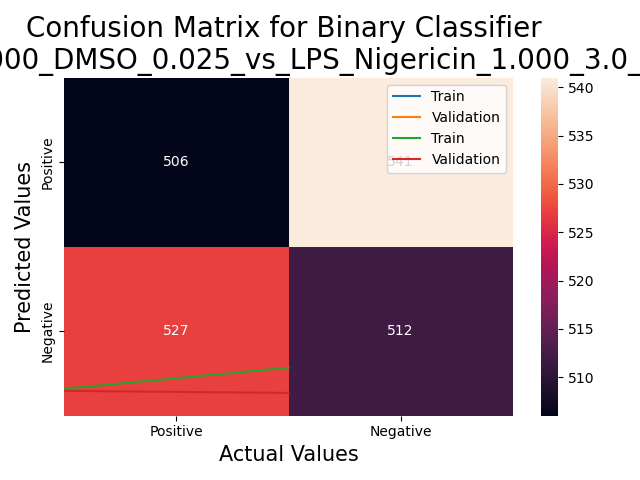 Confusion Matrix for Binary Classifier
000_DMSO_0.025_vs_LPS_Nigericin_1.000_3.0_
Train
Validation
Train
Validation
506
541
527
512
Positive
Negative
Predicted Values
Positive
Negative
Actual Values
540
535
530
525
520
515
510